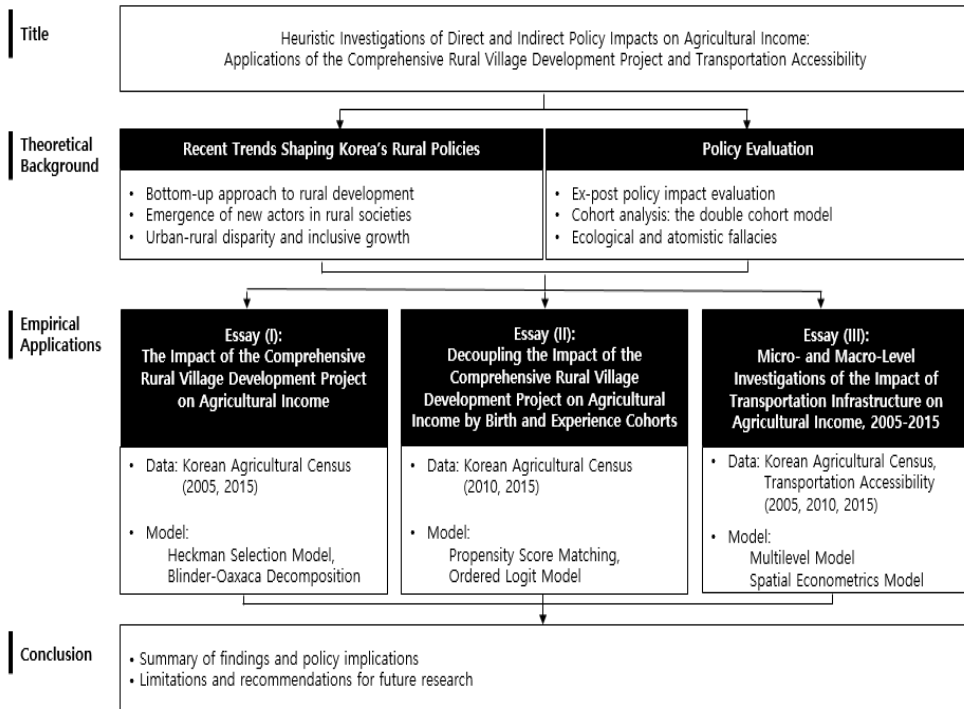 Title
Heuristic Investigations of Direct and Indirect Policy Impacts on Agricultural Income:
Applications of the Comprehensive Rural Village Development Project and Transportation Accessibility
Theoretical
Background
Recent Trends Shaping Korea's Rural Policies
• Bottom-up approach to rural development
• Emergence of new actors in rural societies
• Urban-rural disparity and inclusive growth
Policy Evaluation
• Ex-post policy impact evaluation
• Cohort analysis: the double cohort model
• Ecological and atomistic fallacies
Empirical
Applications
Essay (I):
The Impact of the Comprehensive
Rural Village Development Project
on Agricultural Income
• Data: Korean Agricultural Census
(2005, 2015)
• Model:
Heckman Selection Model,
Blinder-Oaxaca Decomposition
Essay (II):
Decoupling the Impact of the
Comprehensive Rural Village
Development Project on Agricultural
Income by Birth and Experience Cohorts
• Data: Korean Agricultural Census
(2010, 2015)
• Model:
Propensity Score Matching,
Ordered Logit Model
Essay (III):
Micro- and Macro-Level
Investigations of the Impact of
Transportation Infrastructure on
Agricultural Income, 2005-2015
• Data: Korean Agricultural Census,
Transportation Accessibility
(2005, 2010, 2015)
• Model:
Multilevel Model
Spatial Econometrics Model
Conclusion
• Summary of findings and policy implications
• Limitations and recommendations for future research